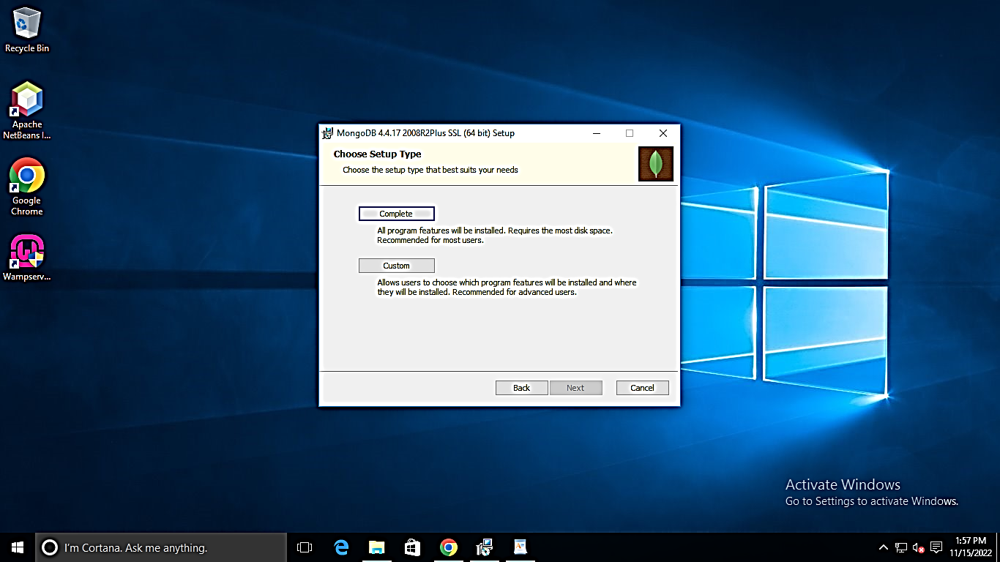 Recycle Bin
Apache
NetBeans I...
Google
Chrome
Wampserv...
MongoDB 4.4.17 2008R2Plus SSL (64 bit) Setup
Choose Setup Type
Choose the setup type that best suits your needs
Complete
All program features will be installed. Requires the most disk space.
Recommended for most users.
Custom
Allows users to choose which program features will be installed and where
they will be installed. Recommended for advanced users.
Back
Next
Cancel
Activate Windows
Go to Settings to activate Windows.
I'm Cortana. Ask me anything.
1:57 PM
11/15/2022